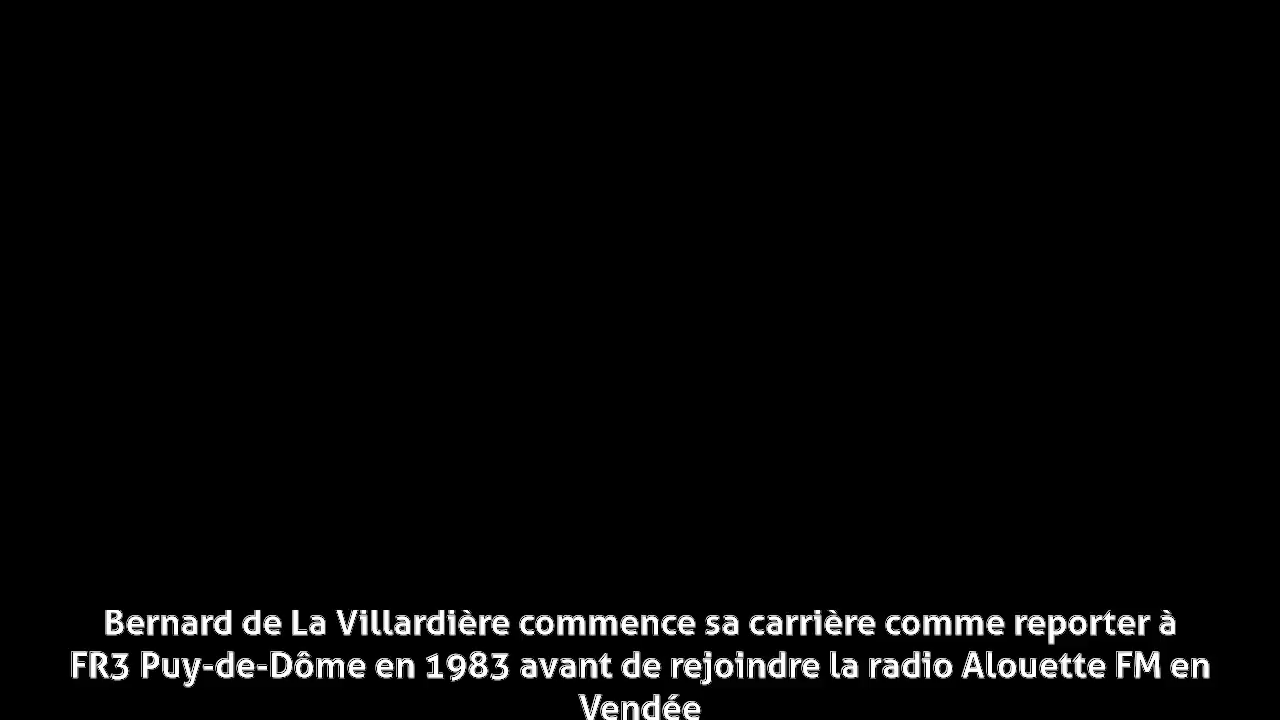 Bernard de La Villardière commence sa carrière comme reporter à
FR3 Puy-de-Dôme en 1983 avant de rejoindre la radio Alouette FM en
Vendée